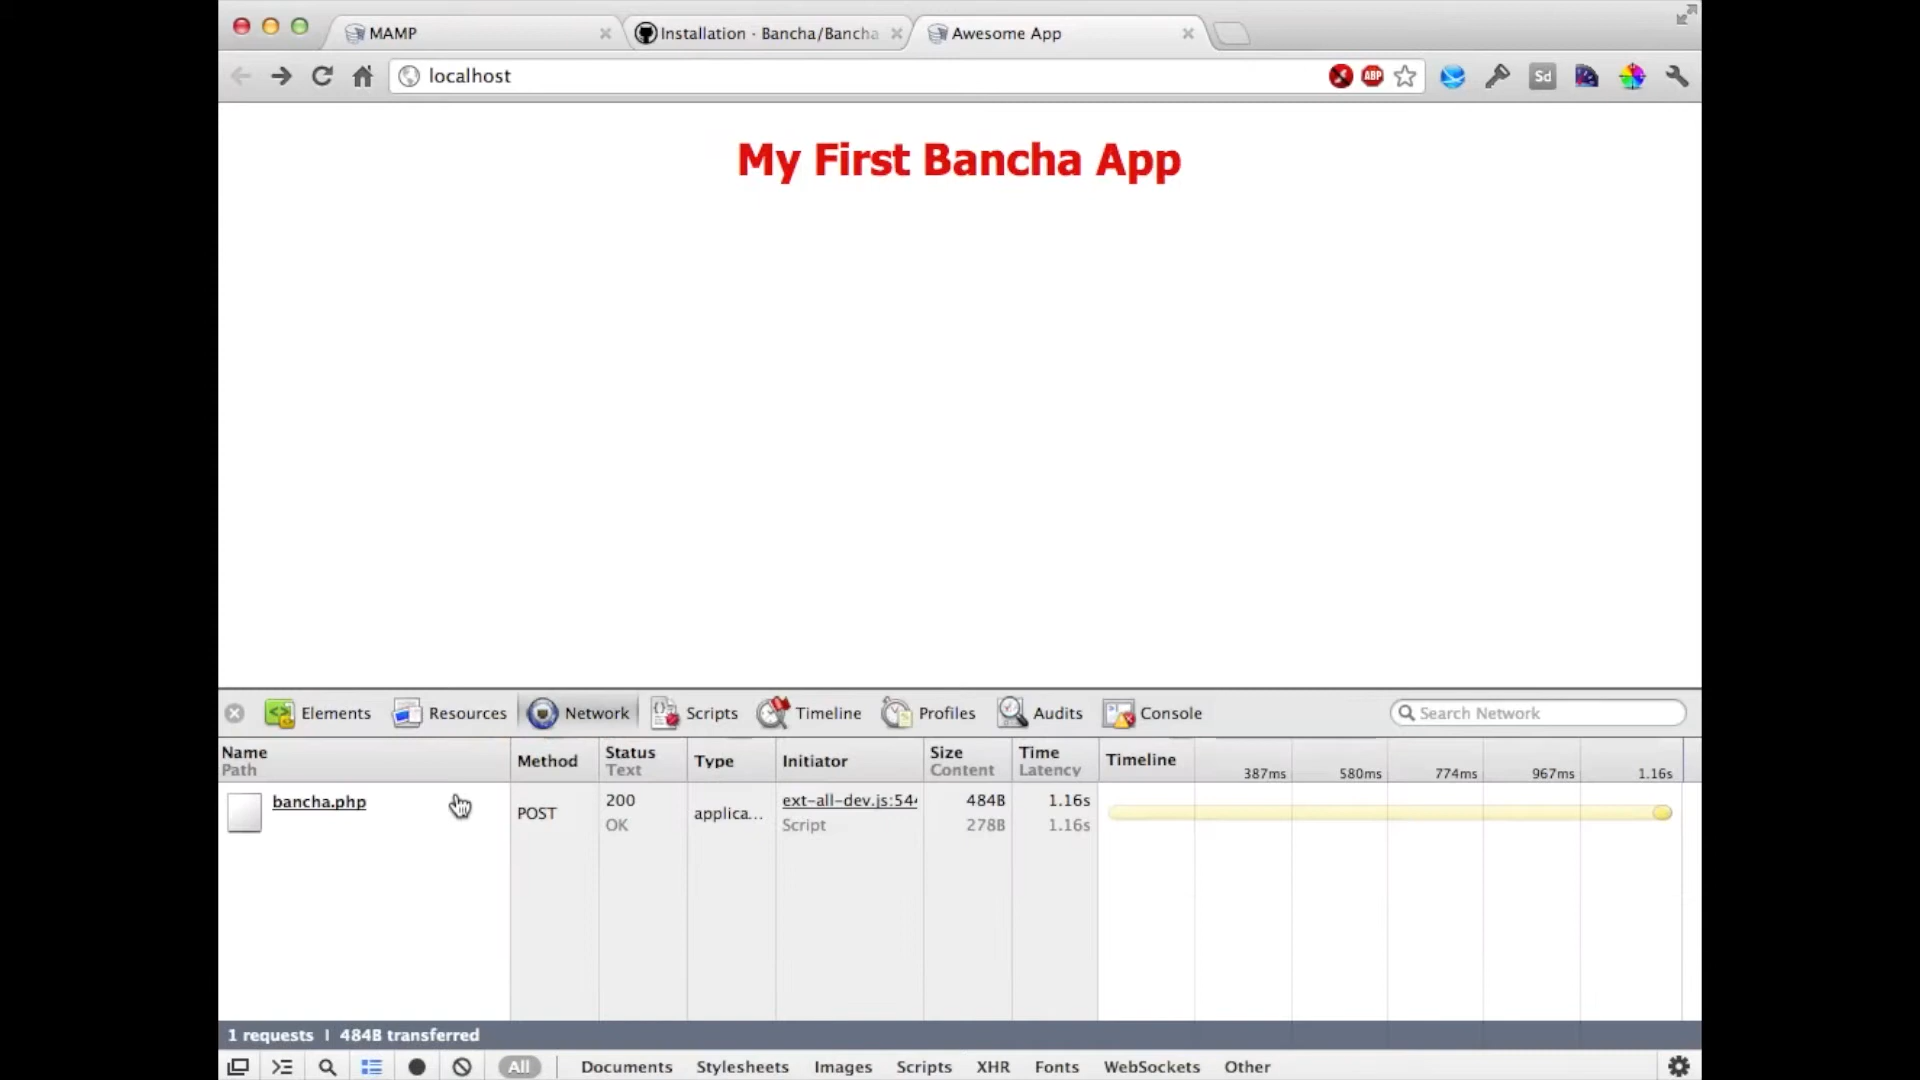 MAMP
Installation · Bancha/Bancha
Awesome App
localhost
ABP
Sd
My First Bancha App
Elements
Resources
Network
Scripts
Timeline
Profiles
Audits
Console
Search Network
Name
Path
Method
Status
Text
Type
Initiator
Size
Content
Time
Latency
Timeline
387ms
580ms
774ms
967ms
1.16s
bancha.php
POST
200
OK
applica...
ext-all-dev.js:544
Script
484B
278B
1.16s
1.16s
1 requests | 484B transferred
All
Documents
Stylesheets
Images
Scripts
XHR
Fonts
WebSockets
Other